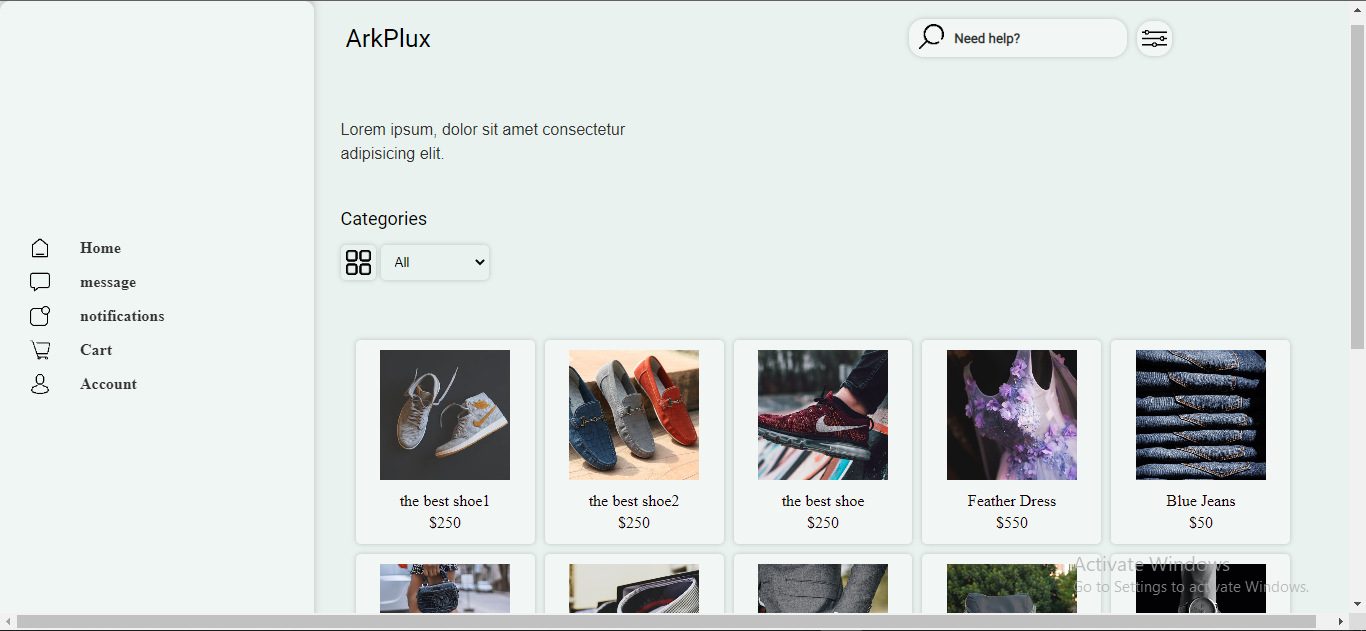 ArkPlux
Need help?
Lorem ipsum, dolor sit amet consectetur
adipisicing elit.
Categories
All
Home
message
notifications
Cart
Account
the best shoe1
$250
the best shoe2
$250
the best shoe
$250
Feather Dress
$550
Blue Jeans
$50
Activate Windows
Go to Settings to activate Windows.